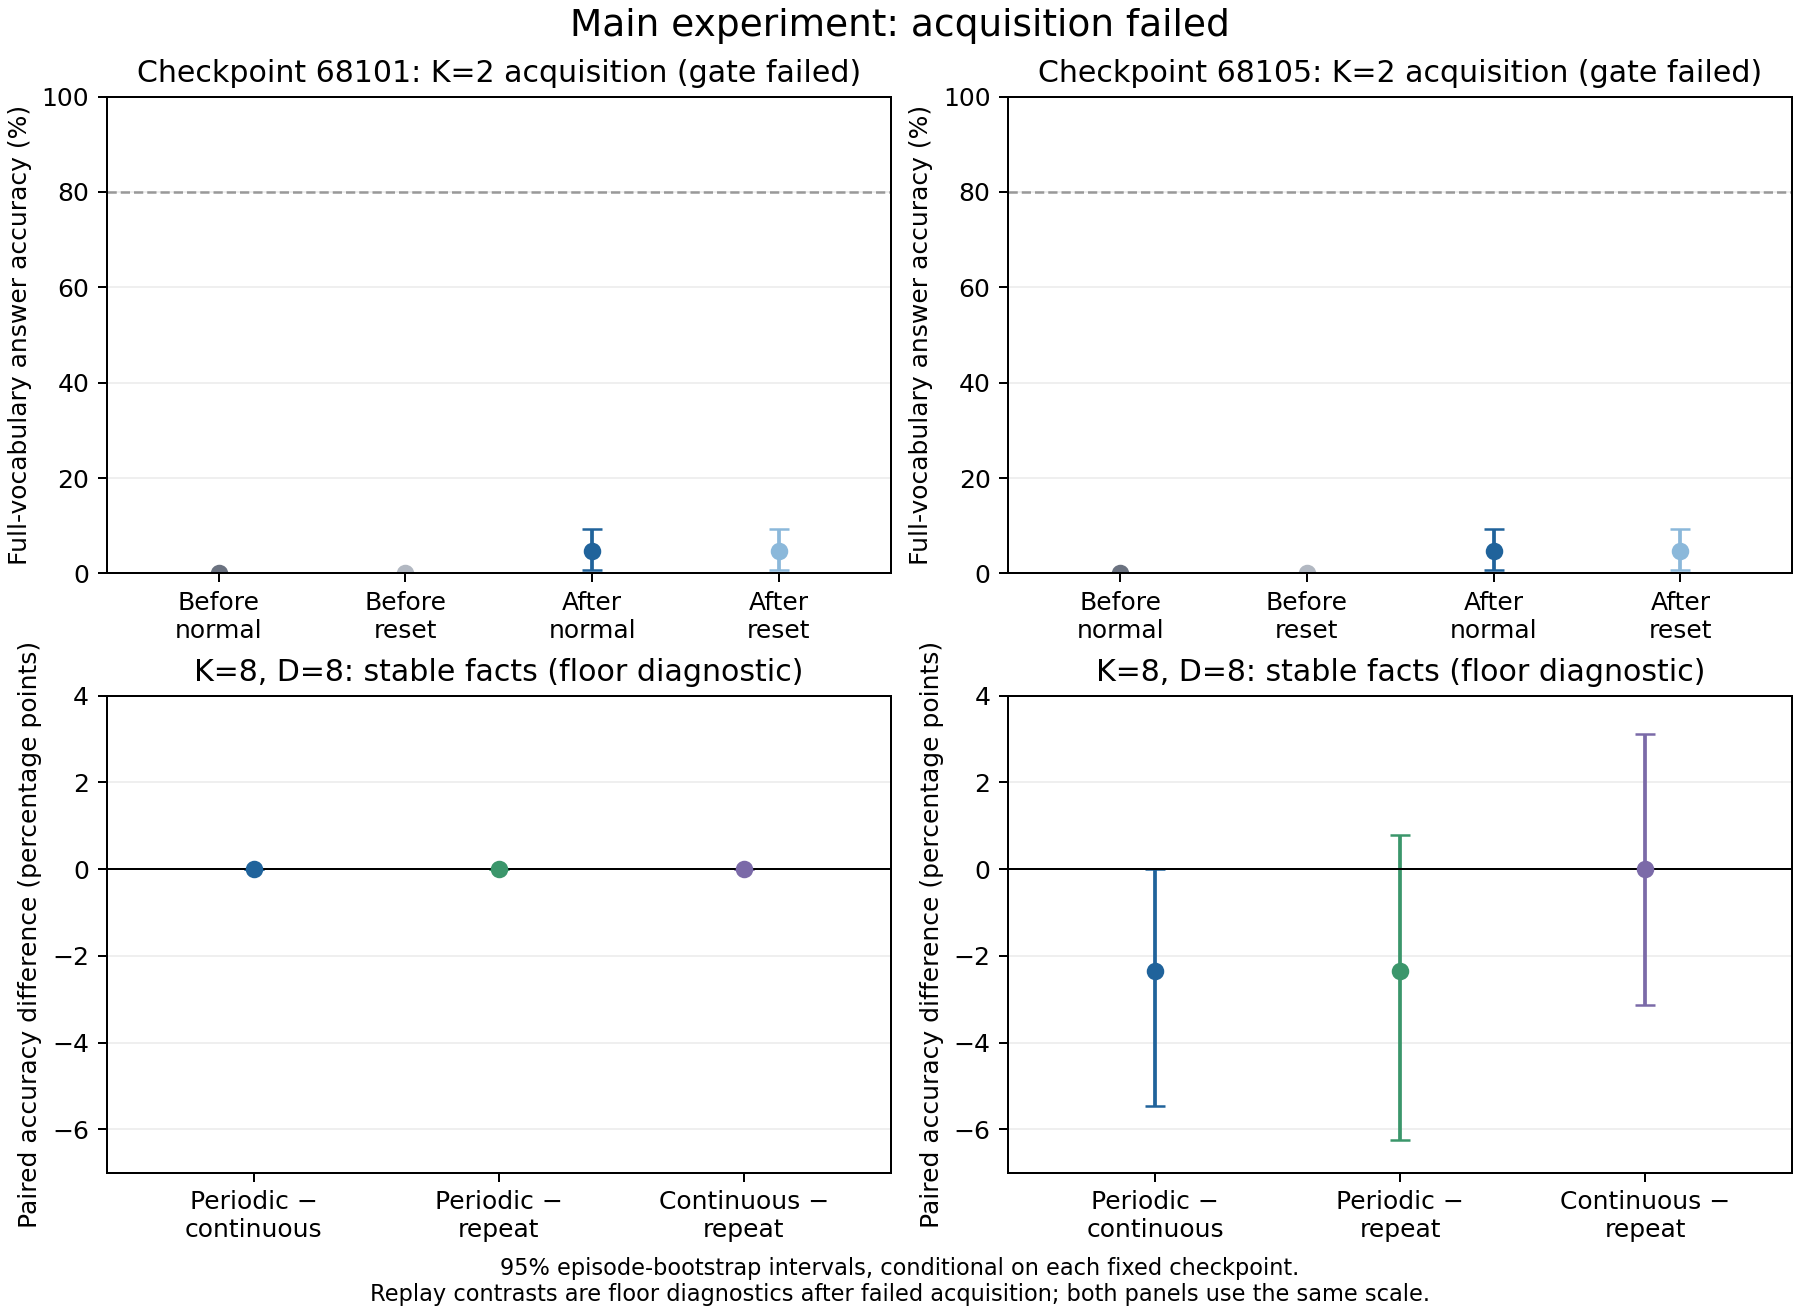 Main experiment: acquisition failed
Checkpoint 68101: K=2 acquisition (gate failed)
Full-vocabulary answer accuracy (%)
100
80
60
40
20
0
Before
normal
Before
reset
After
normal
After
reset
Checkpoint 68105: K=2 acquisition (gate failed)
Full-vocabulary answer accuracy (%)
100
80
60
40
20
0
Before
normal
Before
reset
After
normal
After
reset
K=8, D=8: stable facts (floor diagnostic)
Paired accuracy difference (percentage points)
4
2
0
−2
−4
−6
Periodic −
continuous
Periodic −
repeat
Continuous −
repeat
K=8, D=8: stable facts (floor diagnostic)
Paired accuracy difference (percentage points)
4
2
0
−2
−4
−6
Periodic −
continuous
Periodic −
repeat
Continuous −
repeat
95% episode-bootstrap intervals, conditional on each fixed checkpoint.
Replay contrasts are floor diagnostics after failed acquisition; both panels use the same scale.